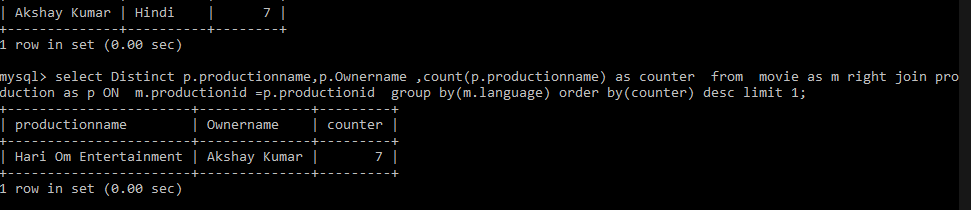 | Akshay Kumar | Hindi    |      7 |
+--------------+----------+--------+
1 row in set (0.00 sec)
mysql> select Distinct p.productionname,p.Ownername ,count(p.productionname) as counter  from  movie as m right join pro
duction as p ON  m.productionid =p.productionid  group by(m.language) order by(counter) desc limit 1;
+-----------------------+--------------+---------+
| productionname        | Ownername    | counter |
+-----------------------+--------------+---------+
| Hari Om Entertainment | Akshay Kumar |       7 |
+-----------------------+--------------+---------+
1 row in set (0.00 sec)